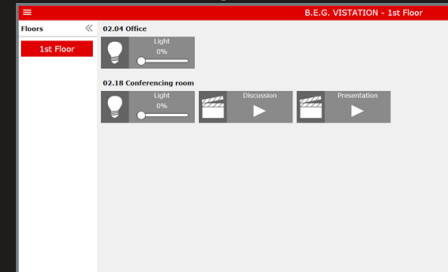 B.E.G. VISTATION - 1st Floor
Floors
1st Floor
02.04 Office
Light
0%
02.18 Conferencing room
Light
0%
Discussion
Presentation